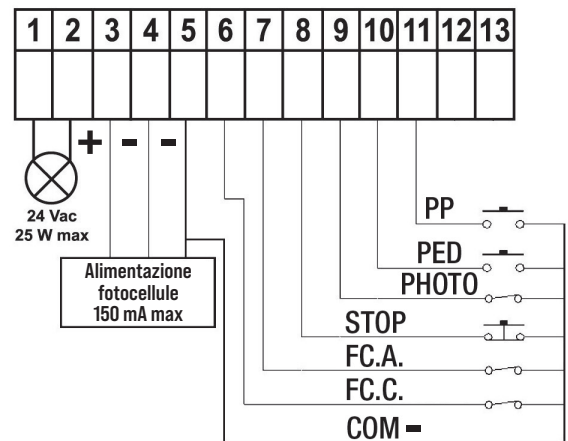 1 2 3 4 5 6 7 8 9 10 11 12 13
+ - -
24 Vac
25 W max
Alimentazione
fotocellule
150 mA max
PP
PED
PHOTO
STOP
FC.A.
FC.C.
COM -